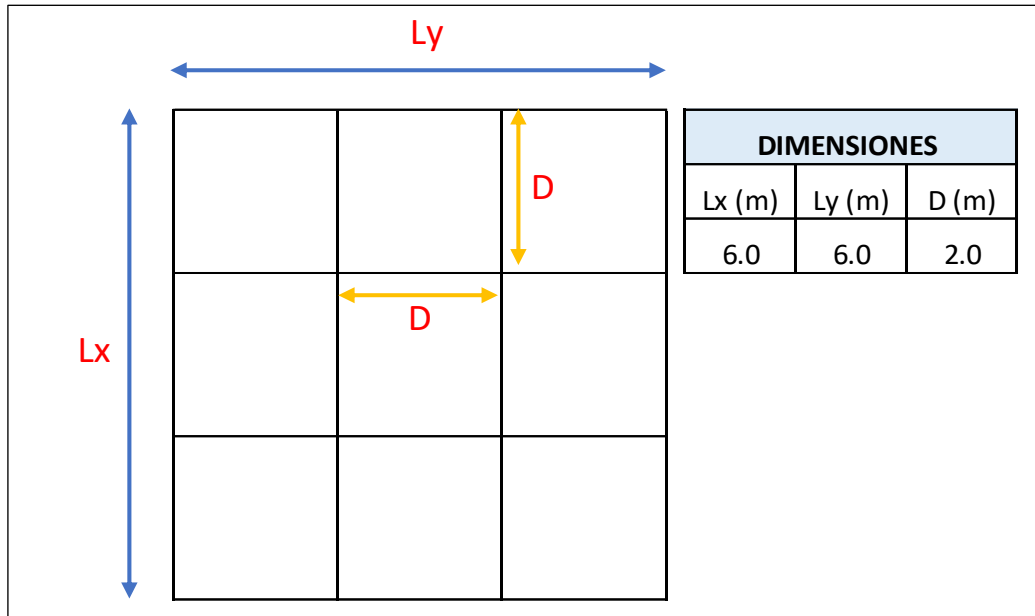 Ly
DIMENSIONES
D
Lx (m) Ly (m) D (m)
6.0 6.0 2.0
D
Lx